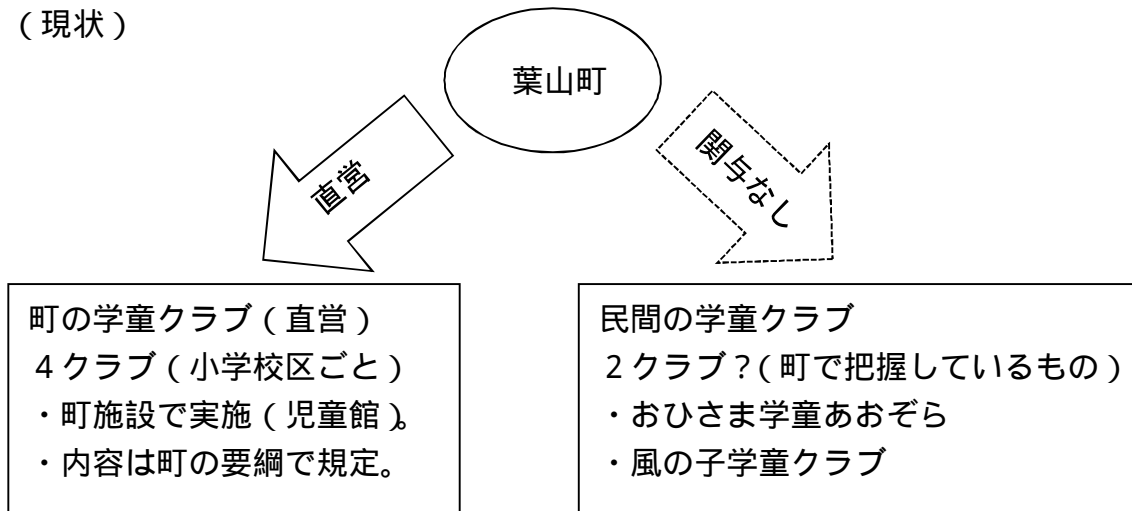 （現状）
葉山町
直営
関与なし
町の学童クラブ（直営）
４クラブ（小学校区ごと）
・町施設で実施（児童館）。
・内容は町の要綱で規定。
民間の学童クラブ
２クラブ？（町で把握しているもの）
・おひさま学童あおぞら
・風の子学童クラブ